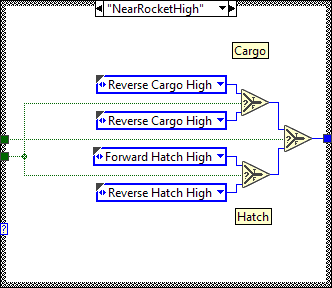 "NearRocketHigh"
Cargo
Reverse Cargo High
T
?
F
Reverse Cargo High
T
?
F
Forward Hatch High
T
?
F
Reverse Hatch High
Hatch
?